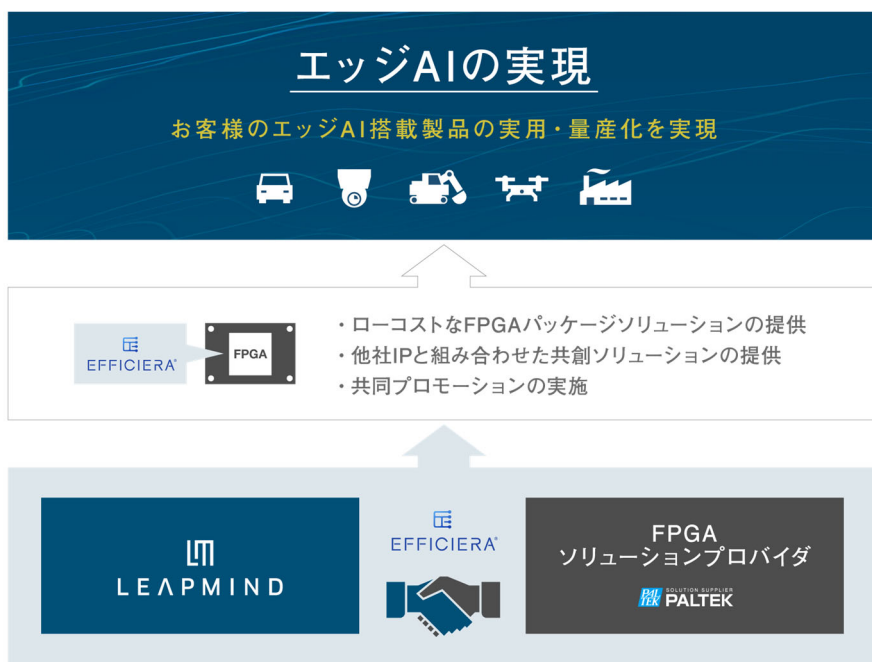 エッジAIの実現
お客様のエッジAI搭載製品の実用・量産化を実現
EFFICIERA®
FPGA
・ローコストなFPGAパッケージソリューションの提供
・他社IPと組み合わせた共創ソリューションの提供
・共同プロモーションの実施
LEAPMIND
EFFICIERA®
FPGA
ソリューションプロバイダ
PALTEK
SOLUTION SUPPLIER
PALTEK